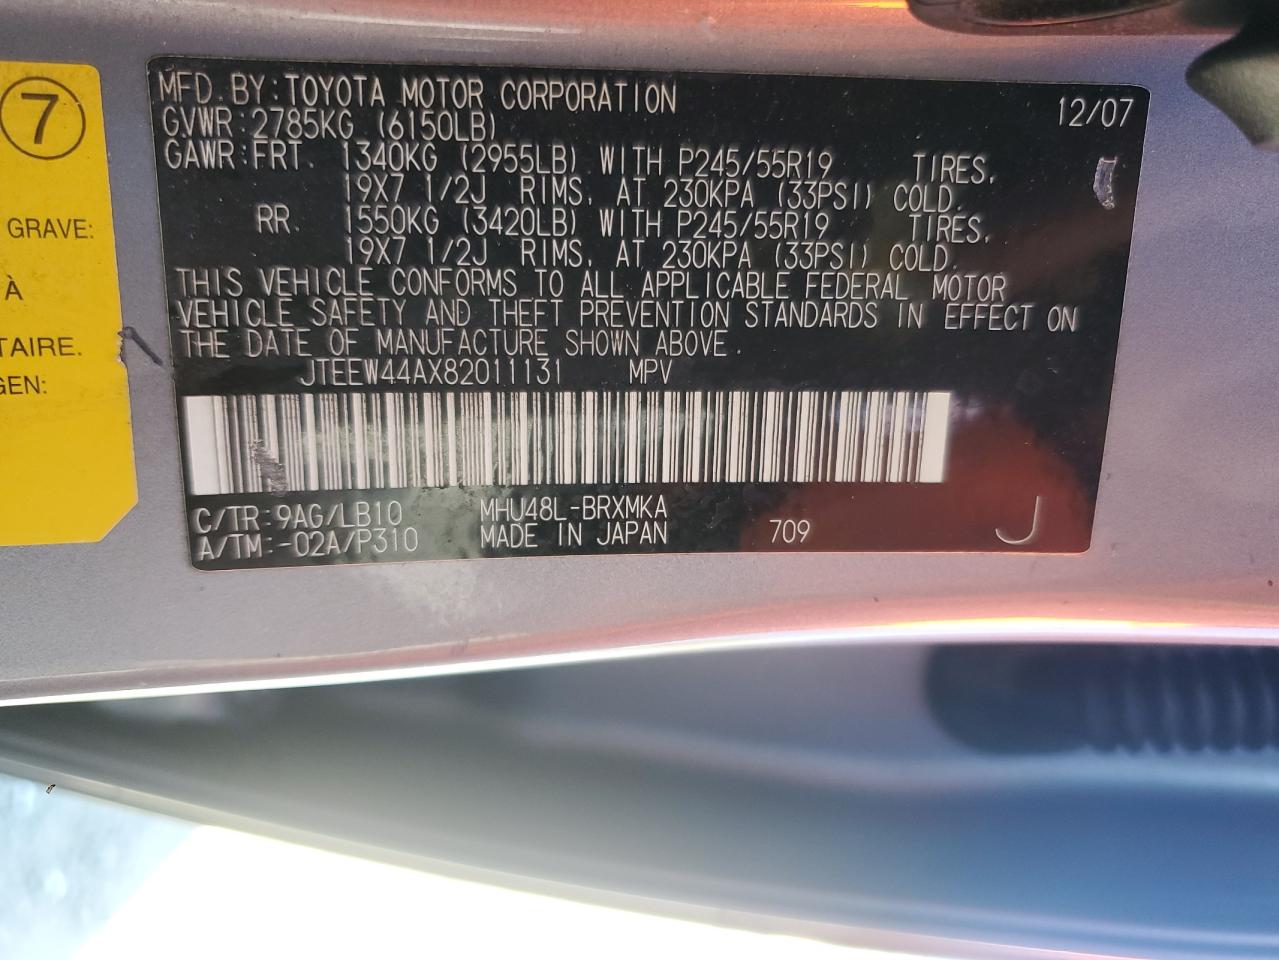 7
GRAVE:
À
TAIRE.
GEN:
MFD. BY: TOYOTA MOTOR CORPORATION 12/07
GVWR: 2785KG (6150LB)
GAWR: FRT. 1340KG (2955LB) WITH P245/55R19 TIRES,
19X7 1/2J RIMS, AT 230KPA (33PSI) COLD.
RR. 1550KG (3420LB) WITH P245/55R19 TIRES,
19X7 1/2J RIMS, AT 230KPA (33PSI) COLD.
THIS VEHICLE CONFORMS TO ALL APPLICABLE FEDERAL MOTOR
VEHICLE SAFETY AND THEFT PREVENTION STANDARDS IN EFFECT ON
THE DATE OF MANUFACTURE SHOWN ABOVE.
JTEEW44AX82011131 MPV
C/TR: 9AG/LB10 MHU48L-BRXMKA
A/TM: -02A/P310 MADE IN JAPAN 709 J